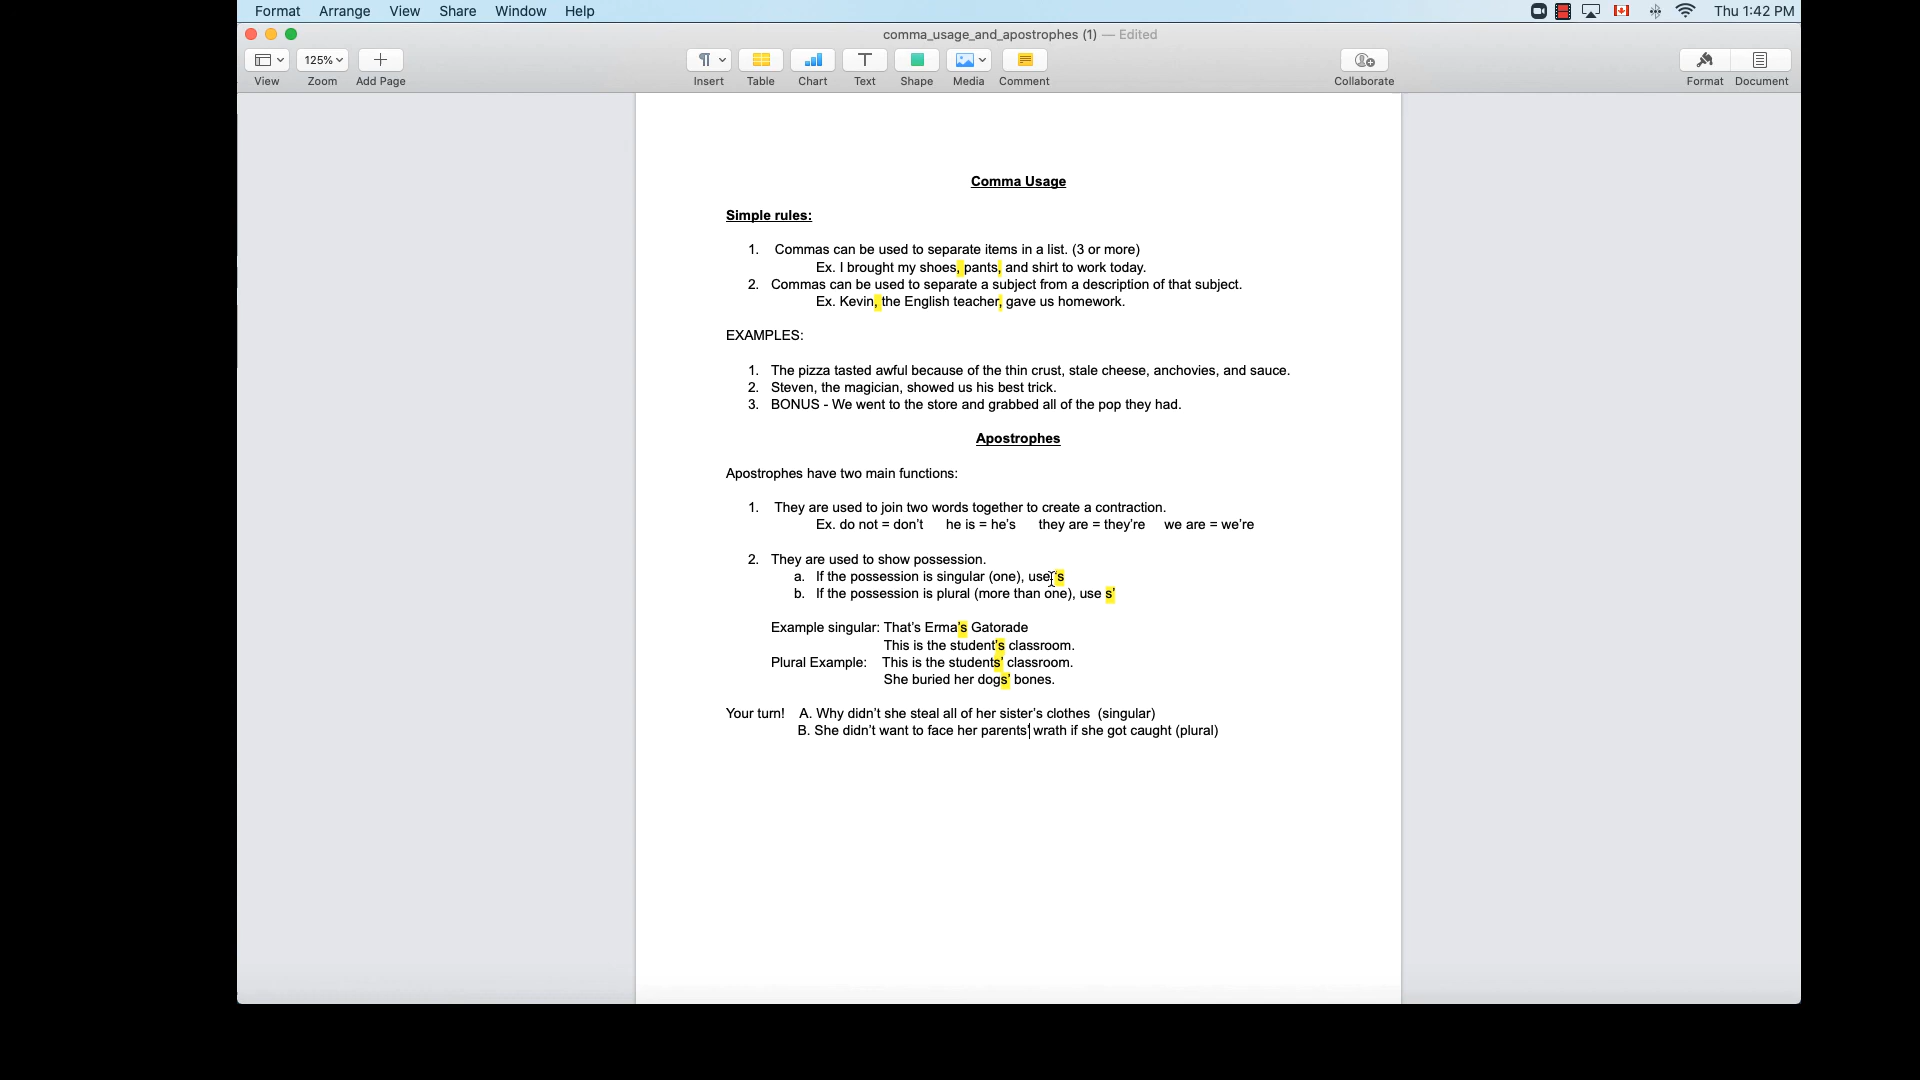 Format Arrange View Share Window Help Thu 1:42 PM
comma_usage_and_apostrophes (1) — Edited
125%
View Zoom Add Page Insert Table Chart Text Shape Media Comment Collaborate Format Document
Comma Usage
Simple rules:
1. Commas can be used to separate items in a list. (3 or more)
Ex. I brought my shoes, pants, and shirt to work today.
2. Commas can be used to separate a subject from a description of that subject.
Ex. Kevin, the English teacher, gave us homework.
EXAMPLES:
1. The pizza tasted awful because of the thin crust, stale cheese, anchovies, and sauce.
2. Steven, the magician, showed us his best trick.
3. BONUS - We went to the store and grabbed all of the pop they had.
Apostrophes
Apostrophes have two main functions:
1. They are used to join two words together to create a contraction.
Ex. do not = don't he is = he's they are = they're we are = we're
2. They are used to show possession.
a. If the possession is singular (one), use 's
b. If the possession is plural (more than one), use s'
Example singular: That's Erma's Gatorade
This is the student's classroom.
Plural Example: This is the students' classroom.
She buried her dogs' bones.
Your turn! A. Why didn't she steal all of her sister's clothes (singular)
B. She didn't want to face her parents' wrath if she got caught (plural)